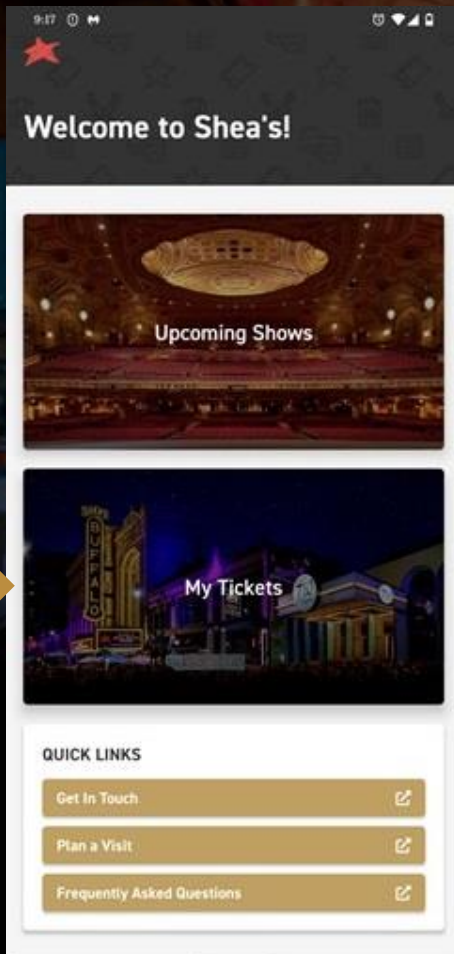 9:17
Welcome to Shea's!
Upcoming Shows
SHEA'S
BUFFALO
My Tickets
QUICK LINKS
Get In Touch
Plan a Visit
Frequently Asked Questions